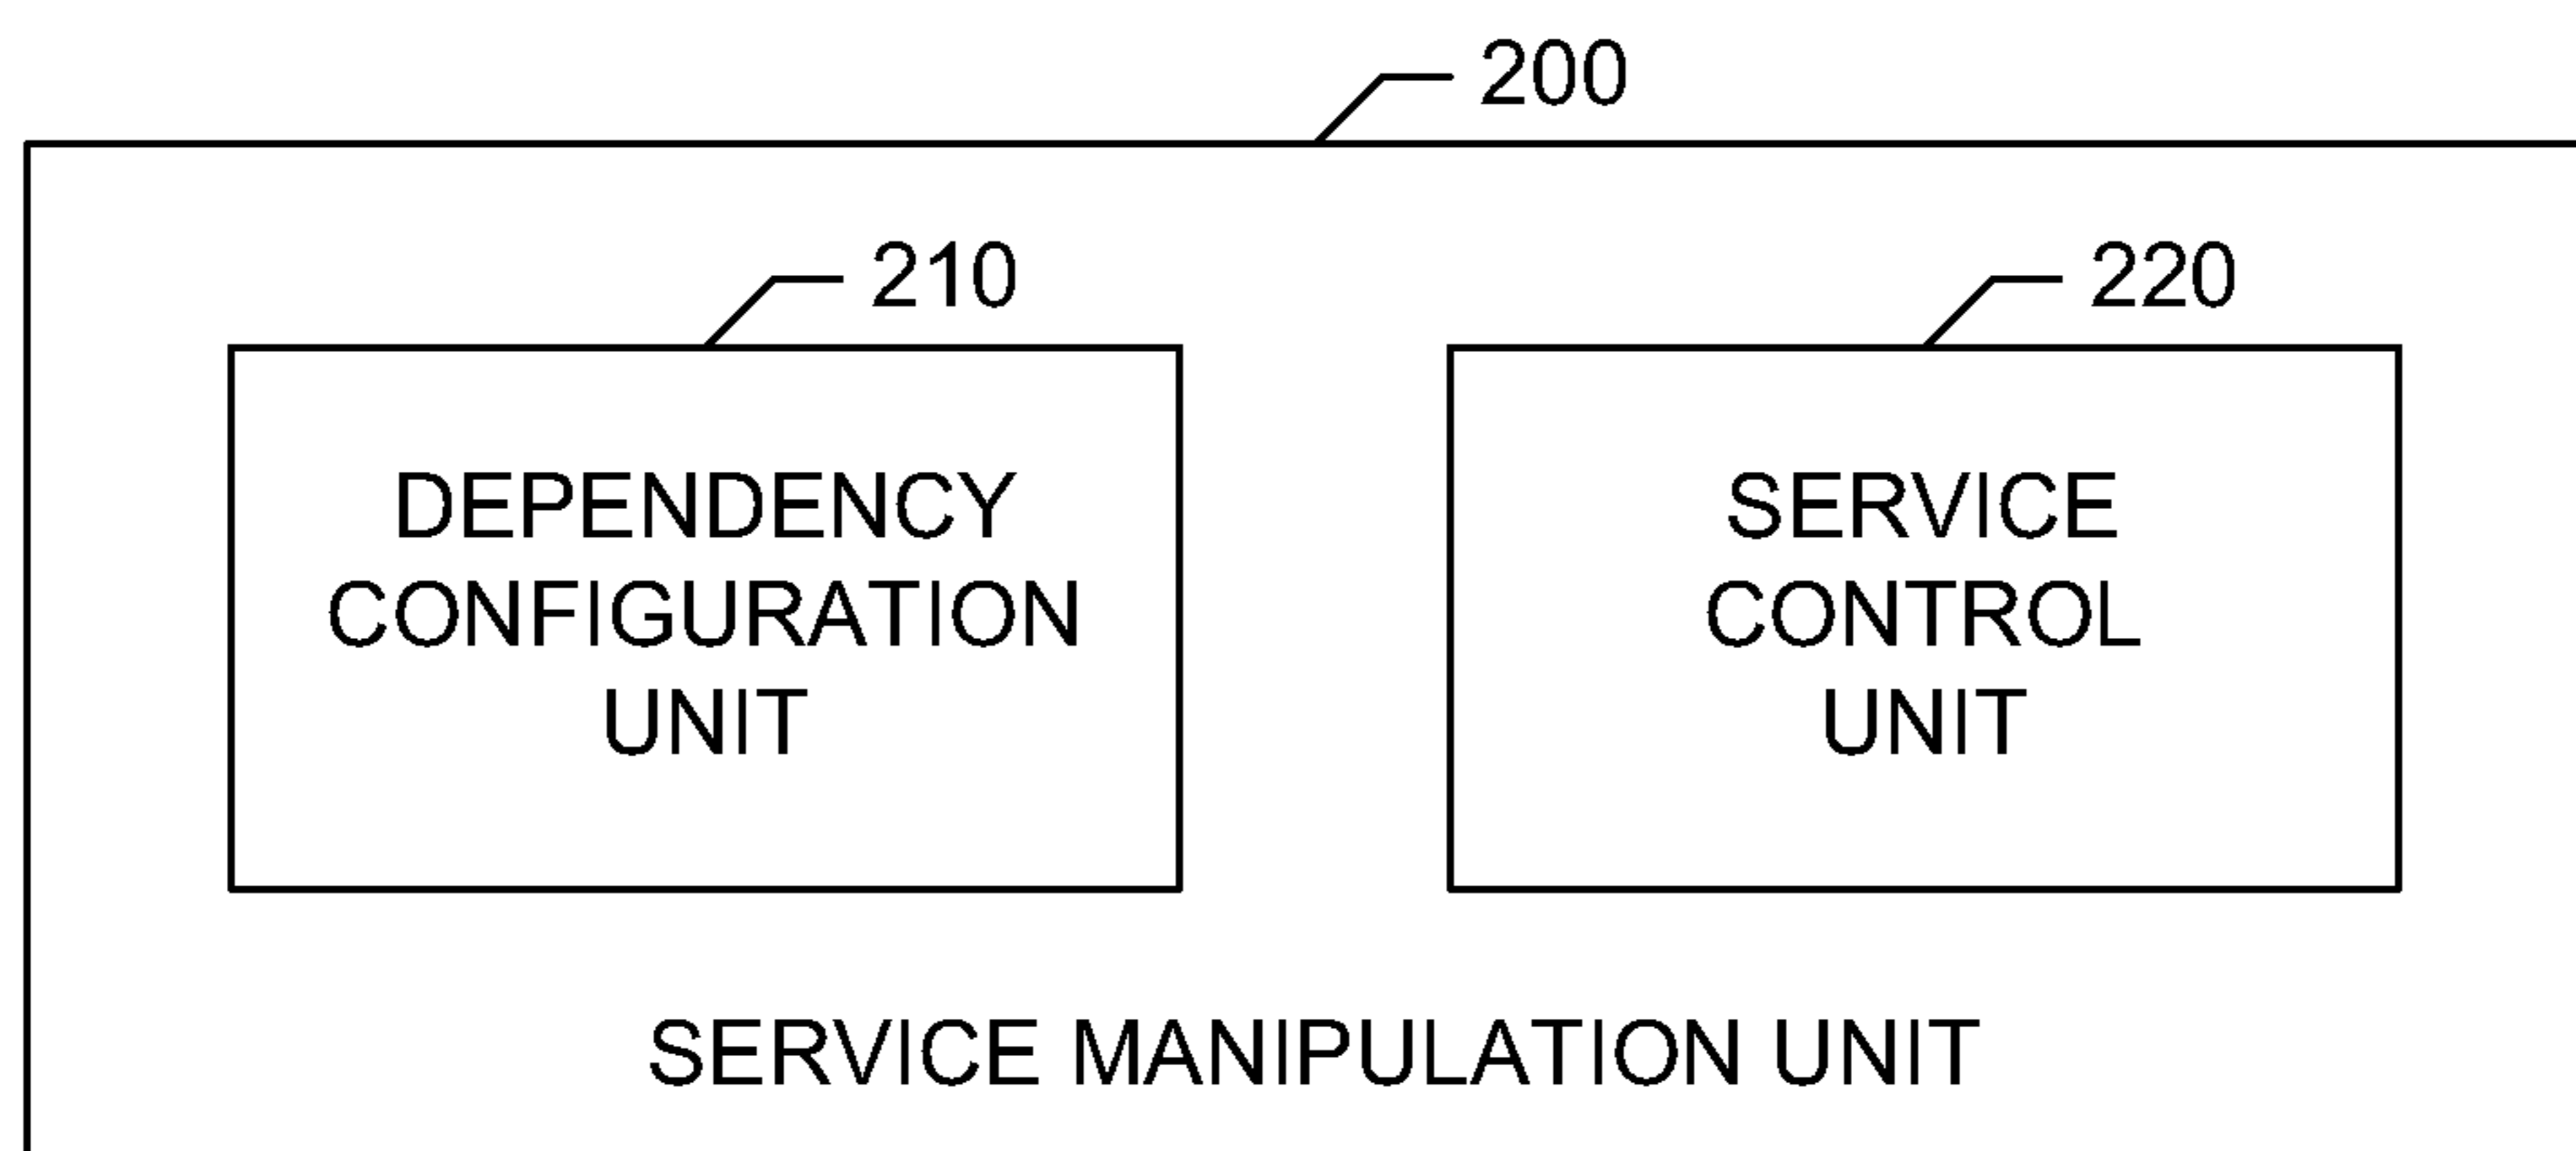 200
210
220
DEPENDENCY
CONFIGURATION
UNIT
SERVICE
CONTROL
UNIT
SERVICE MANIPULATION UNIT